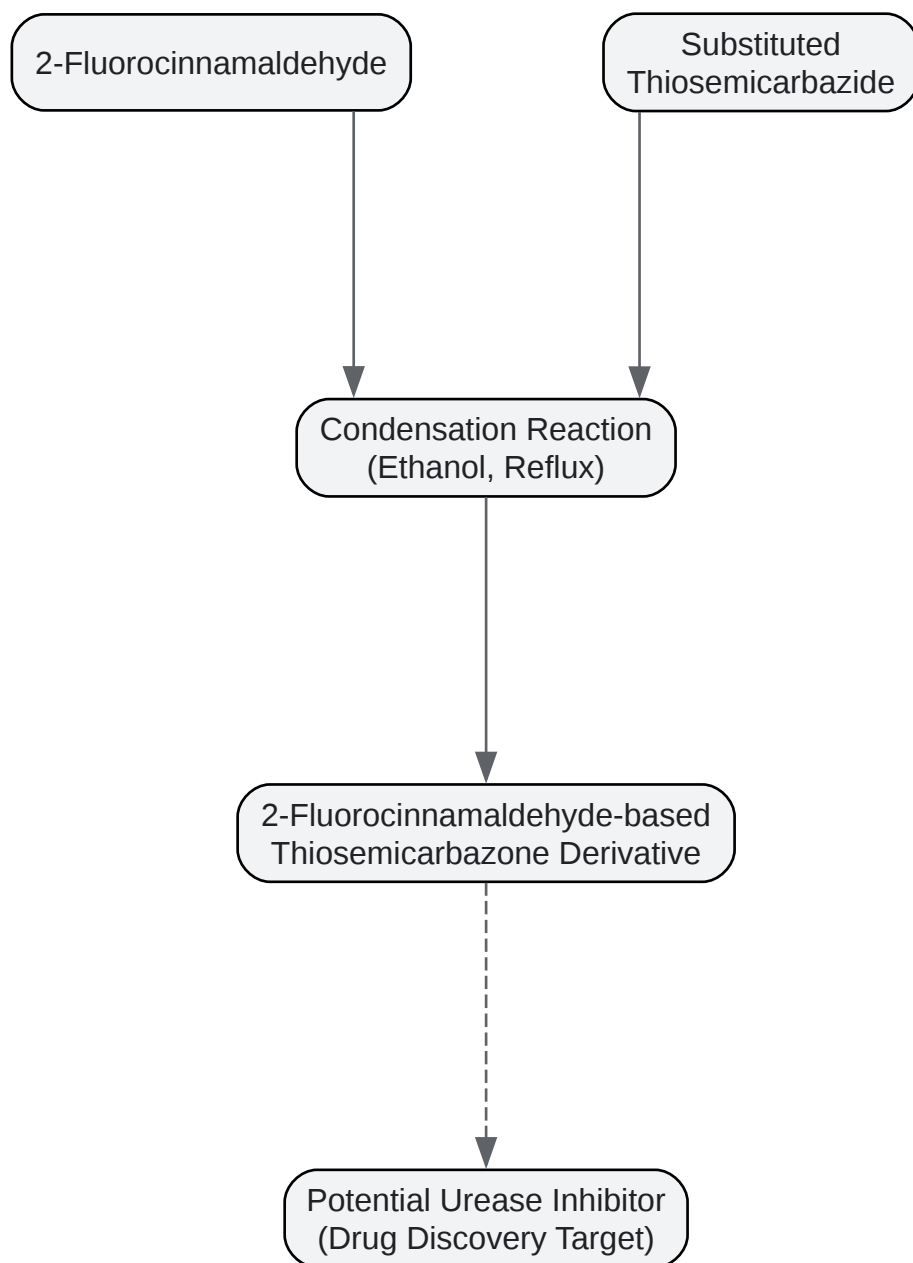 2-Fluorocinnamaldehyde
Substituted
Thiosemicarbazide
Condensation Reaction
(Ethanol, Reflux)
2-Fluorocinnamaldehyde-based
Thiosemicarbazone Derivative
Potential Urease Inhibitor
(Drug Discovery Target)